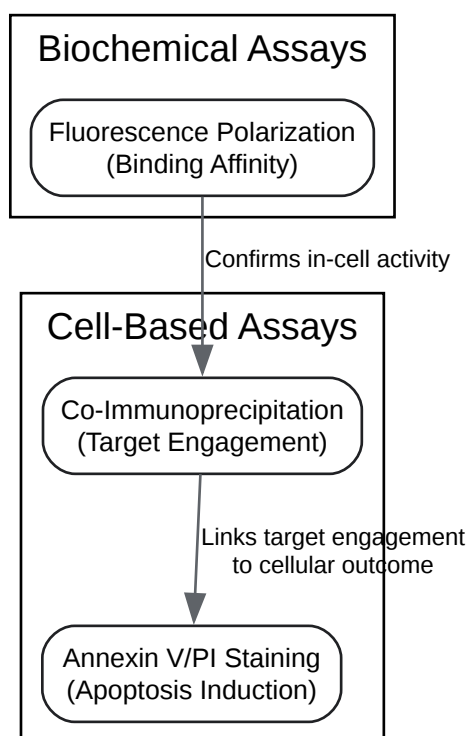 Biochemical Assays
Fluorescence Polarization
(Binding Affinity)
Confirms in-cell activity
Cell-Based Assays
Co-Immunoprecipitation
(Target Engagement)
Links target engagement
to cellular outcome
Annexin V/PI Staining
(Apoptosis Induction)